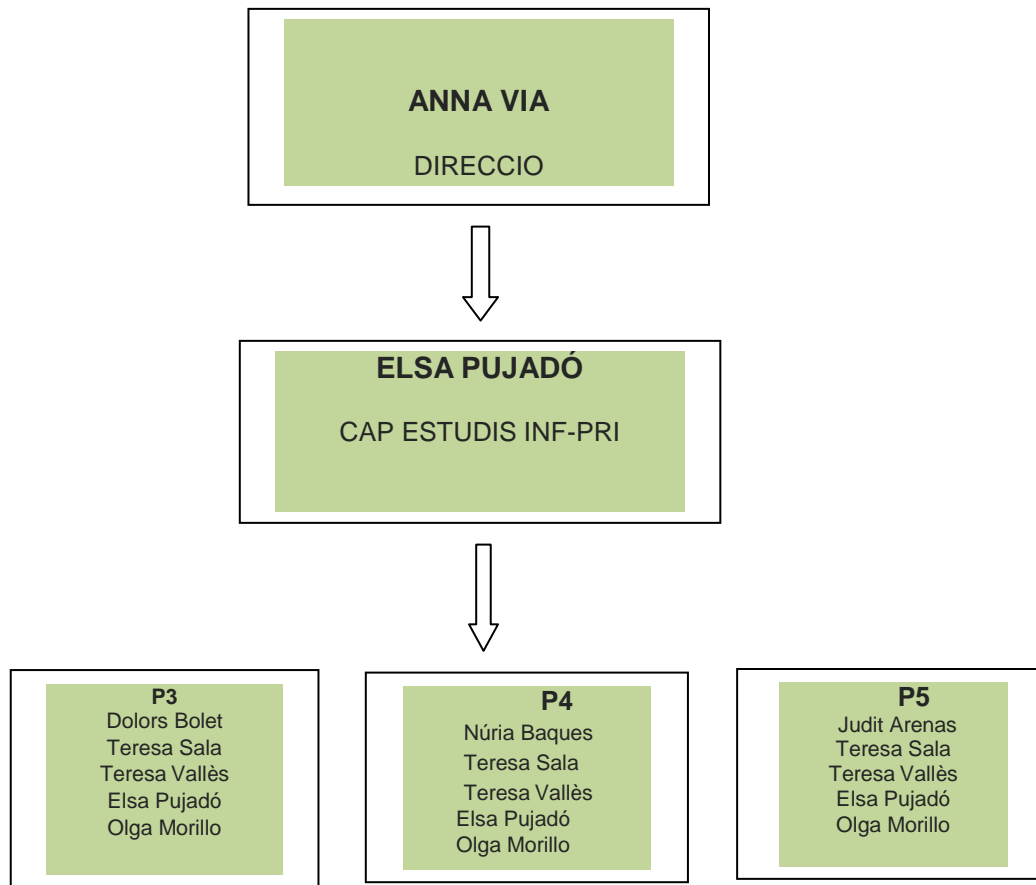 ANNA VIA
DIRECCIO
ELSA PUJADÓ
CAP ESTUDIS INF-PRI
P3
Dolors Bolet
Teresa Sala
Teresa Vallès
Elsa Pujadó
Olga Morillo
P4
Núria Baques
Teresa Sala
Teresa Vallès
Elsa Pujadó
Olga Morillo
P5
Judit Arenas
Teresa Sala
Teresa Vallès
Elsa Pujadó
Olga Morillo